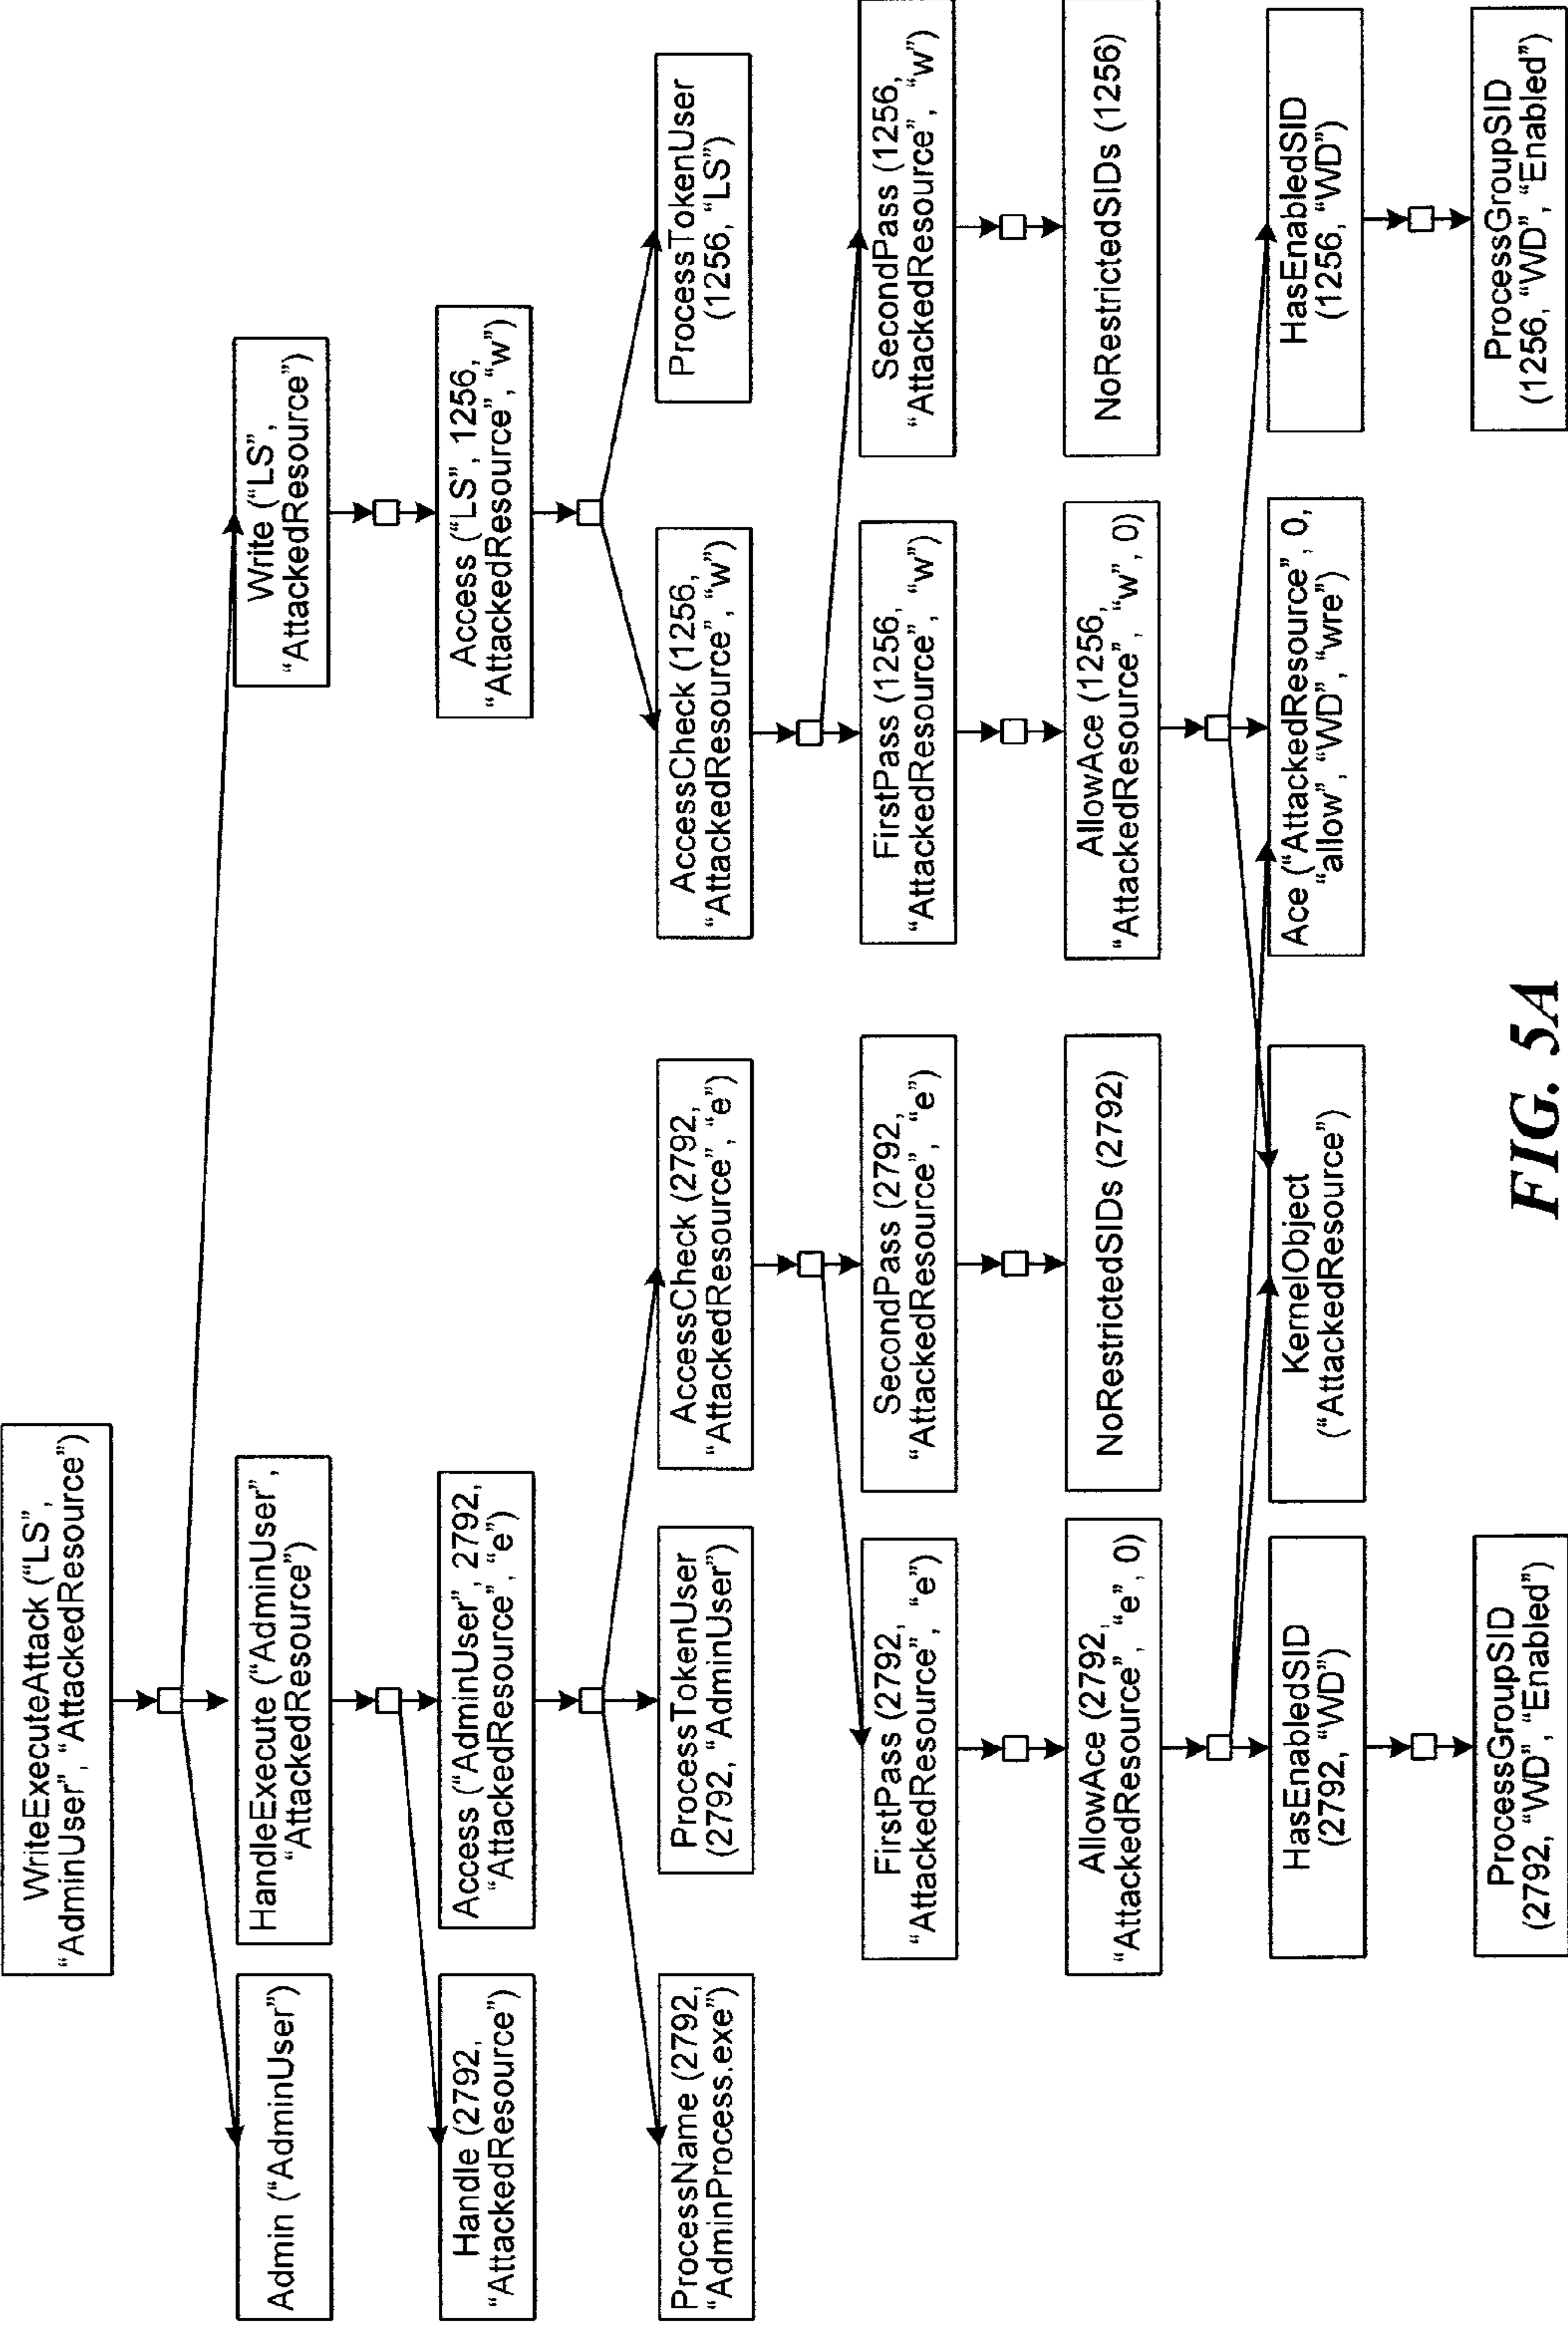 WriteExecuteAttack (“LS”,
“AdminUser”, “AttackedResource”)
Admin (“AdminUser”)
HandleExecute (“AdminUser”,
“AttackedResource”)
Write (“LS”,
“AttackedResource”)
Handle (2792,
“AttackedResource”)
Access (“AdminUser”, 2792,
“AttackedResource”, “e”)
Access (“LS”, 1256,
“AttackedResource”, “w”)
ProcessName (2792,
“AdminProcess.exe”)
ProcessTokenUser
(2792, “AdminUser”)
AccessCheck (2792,
“AttackedResource”, “e”)
AccessCheck (1256,
“AttackedResource”, “w”)
ProcessTokenUser
(1256, “LS”)
FirstPass (2792,
“AttackedResource”, “e”)
SecondPass (2792,
“AttackedResource”, “e”)
FirstPass (1256,
“AttackedResource”, “w”)
SecondPass (1256,
“AttackedResource”, “w”)
AllowAce (2792,
“AttackedResource”, “e”, 0)
NoRestrictedSIDs (2792)
AllowAce (1256,
“AttackedResource”, “w”, 0)
NoRestrictedSIDs (1256)
HasEnabledSID
(2792, “WD”)
KernelObject
(“AttackedResource”)
Ace (“AttackedResource”, 0,
“allow”, “WD”, “wre”)
HasEnabledSID
(1256, “WD”)
ProcessGroupSID
(2792, “WD”, “Enabled”)
ProcessGroupSID
(1256, “WD”, “Enabled”)
FIG. 5A